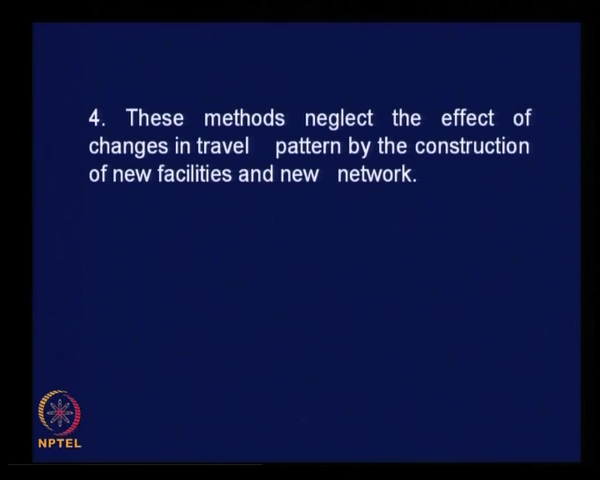 4. These methods neglect the effect of
changes in travel pattern by the construction
of new facilities and new network.
NPTEL